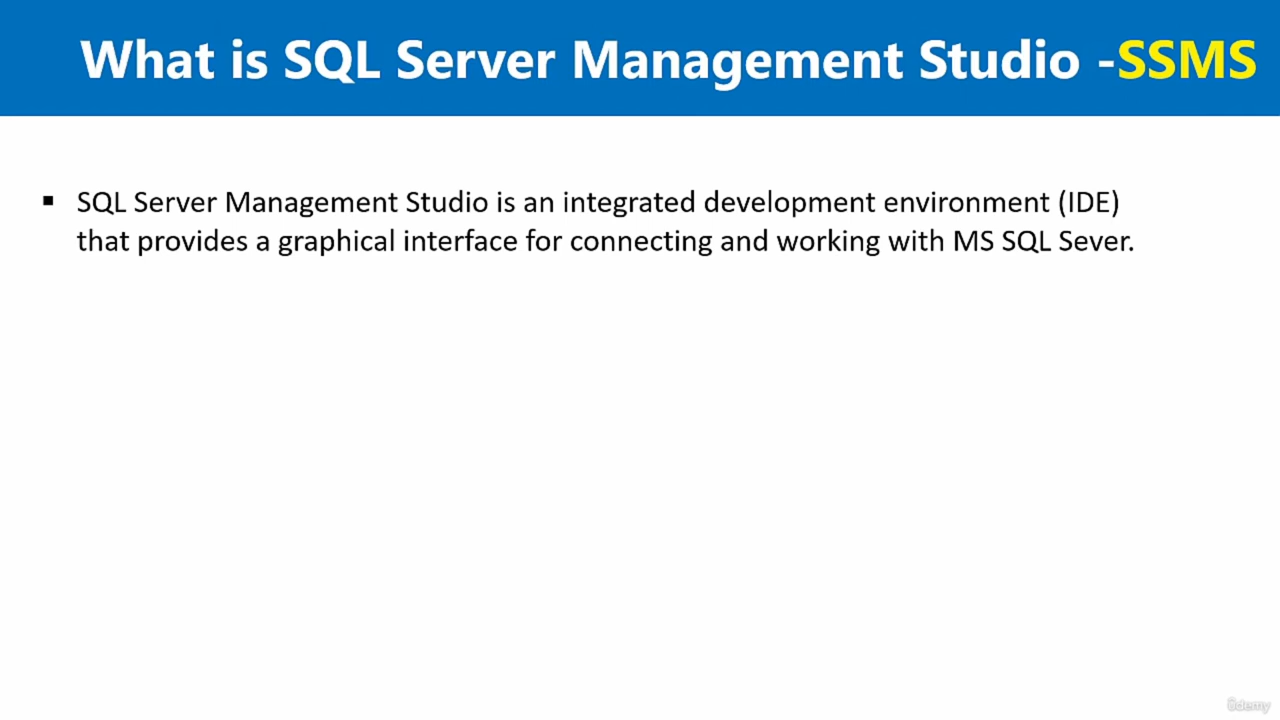 What is SQL Server Management Studio -SSMS
▪ SQL Server Management Studio is an integrated development environment (IDE)
that provides a graphical interface for connecting and working with MS SQL Sever.
ûdemy